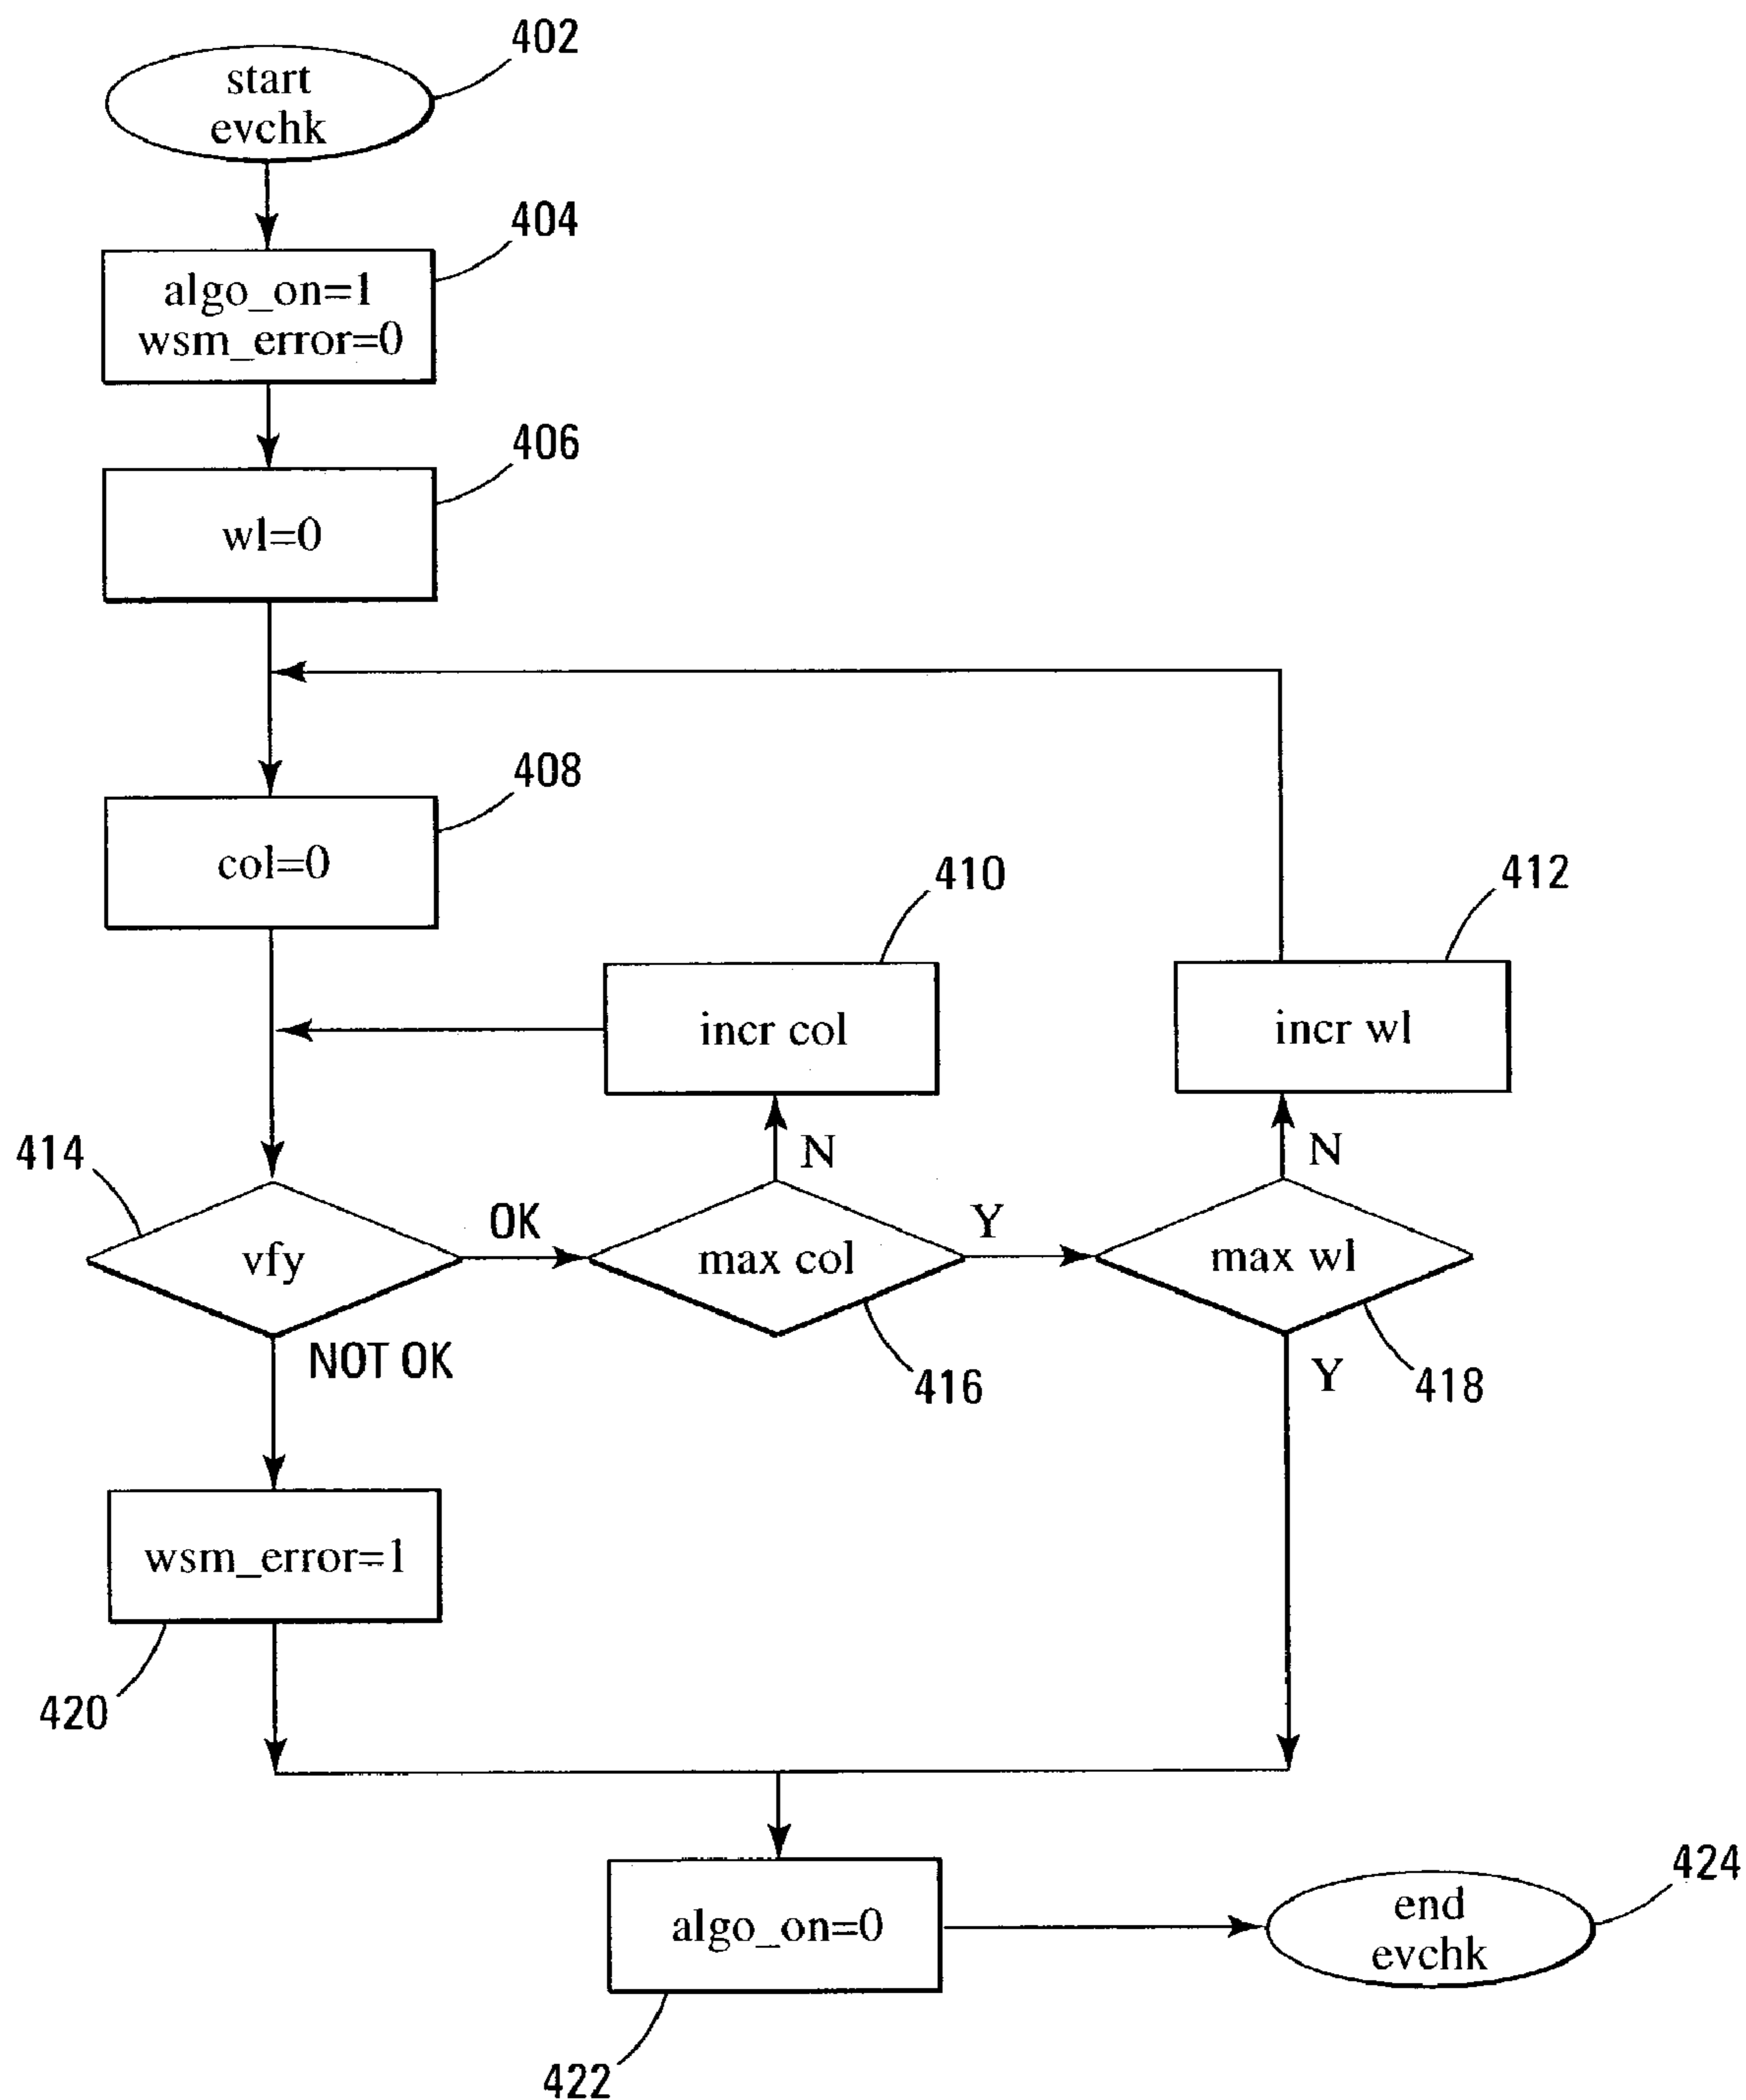 402
start
evchk
404
algo_on=1
wsm_error=0
406
wl=0
408
col=0
410
412
incr col
incr wl
414
N
N
OK
Y
vfy
max col
max wl
NOT OK
416
Y
418
wsm_error=1
420
424
end
evchk
algo_on=0
422